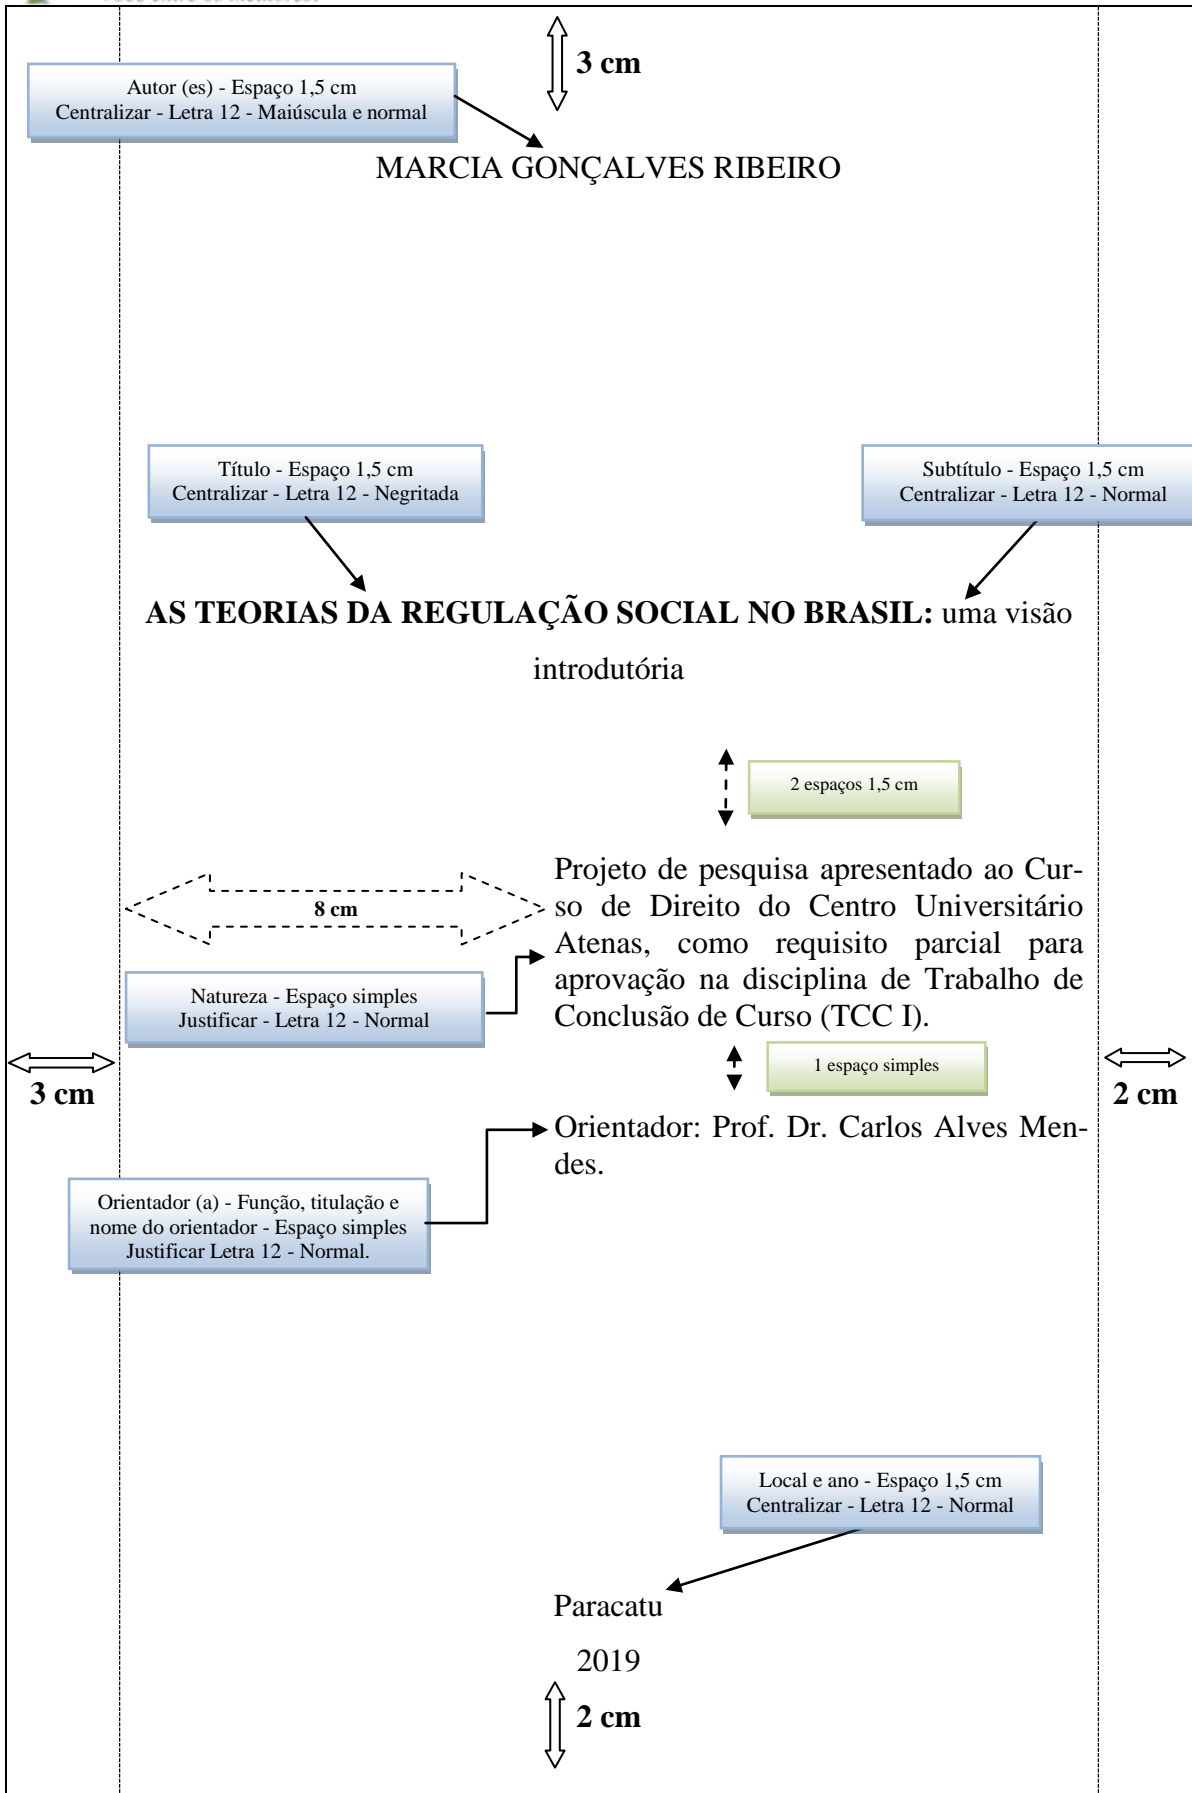 3 cm
Autor (es) - Espaço 1,5 cm
Centralizar - Letra 12 - Maiúscula e normal
MARCIA GONÇALVES RIBEIRO
Título - Espaço 1,5 cm
Centralizar - Letra 12 - Negritada
Subtítulo - Espaço 1,5 cm
Centralizar - Letra 12 - Normal
AS TEORIAS DA REGULAÇÃO SOCIAL NO BRASIL: uma visão
introdutória
2 espaços 1,5 cm
8 cm
Projeto de pesquisa apresentado ao Cur-
so de Direito do Centro Universitário
Atenas, como requisito parcial para
aprovação na disciplina de Trabalho de
Conclusão de Curso (TCC I).
Natureza - Espaço simples
Justificar - Letra 12 - Normal
1 espaço simples
3 cm
2 cm
Orientador: Prof. Dr. Carlos Alves Men-
des.
Orientador (a) - Função, titulação e
nome do orientador - Espaço simples
Justificar Letra 12 - Normal.
Local e ano - Espaço 1,5 cm
Centralizar - Letra 12 - Normal
Paracatu
2019
2 cm